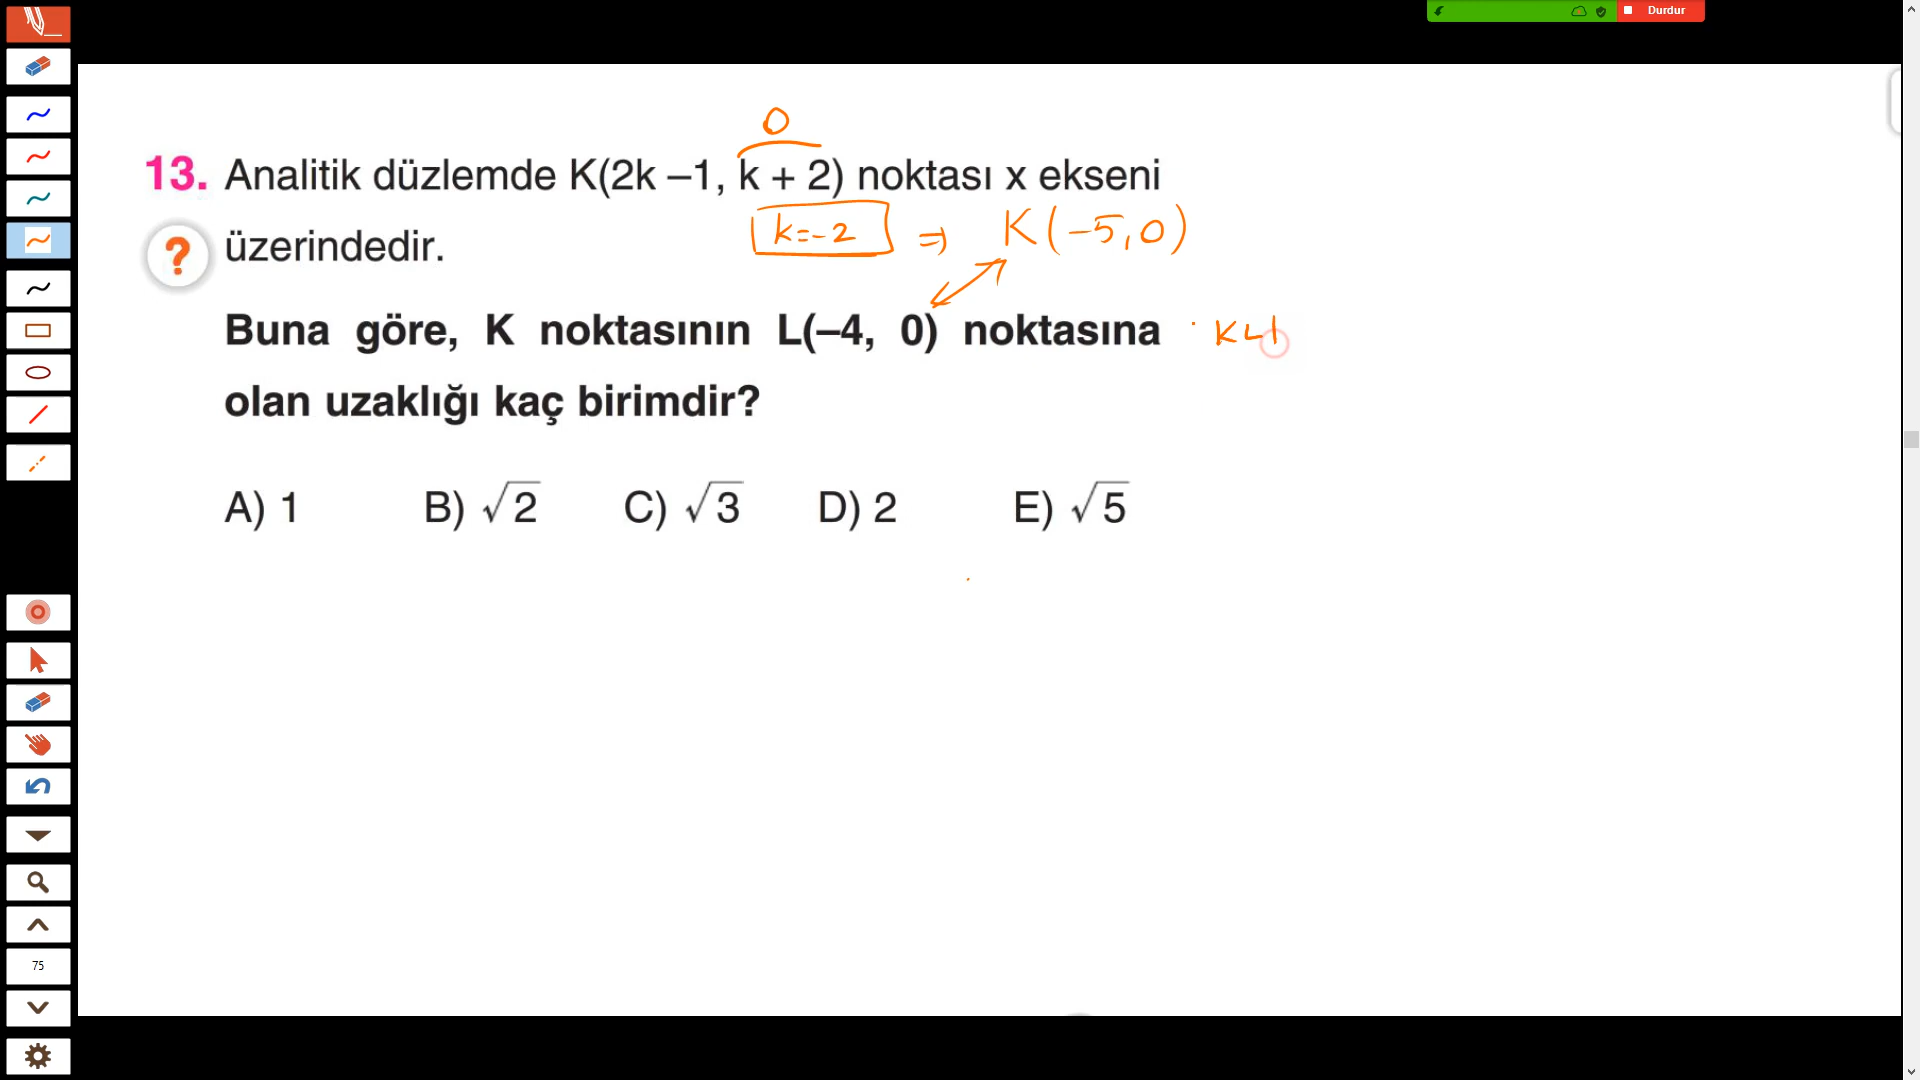 Durdur
0
13. Analitik düzlemde K(2k –1, k + 2) noktası x ekseni
k=-2 ⇒ K(-5,0)
? üzerindedir.
Buna göre, K noktasının L(–4, 0) noktasına
olan uzaklığı kaç birimdir?
A) 1 B) √2 C) √3 D) 2 E) √5
75